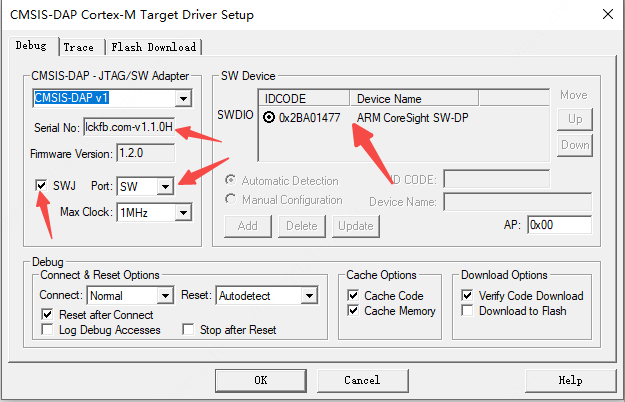 CMSIS-DAP Cortex-M Target Driver Setup
Debug Trace Flash Download
CMSIS-DAP - JTAG/SW Adapter
CMSIS-DAP v1
Serial No: lckfb.com-v1.1.0H
Firmware Version: 1.2.0
SWJ Port: SW
Max Clock: 1MHz
SW Device
IDCODE Device Name Move
SWDIO 0x2BA01477 ARM CoreSight SW-DP Up
Down
Automatic Detection ID CODE:
Manual Configuration Device Name:
Add Delete Update AP: 0x00
Debug
Connect & Reset Options
Connect: Normal Reset: Autodetect
Reset after Connect
Log Debug Accesses Stop after Reset
Cache Options
Cache Code
Cache Memory
Download Options
Verify Code Download
Download to Flash
OK Cancel Help